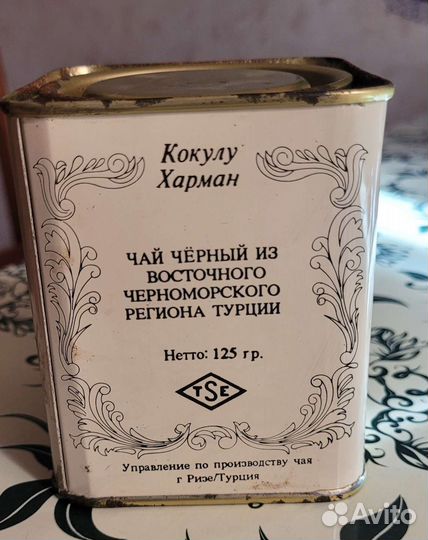 Кокулу
Харман
ЧАЙ ЧЁРНЫЙ ИЗ
ВОСТОЧНОГО
ЧЕРНОМОРСКОГО
РЕГИОНА ТУРЦИИ
Нетто: 125 гр.
TSE
Управление по производству чая
г Ризе/Турция
Avito